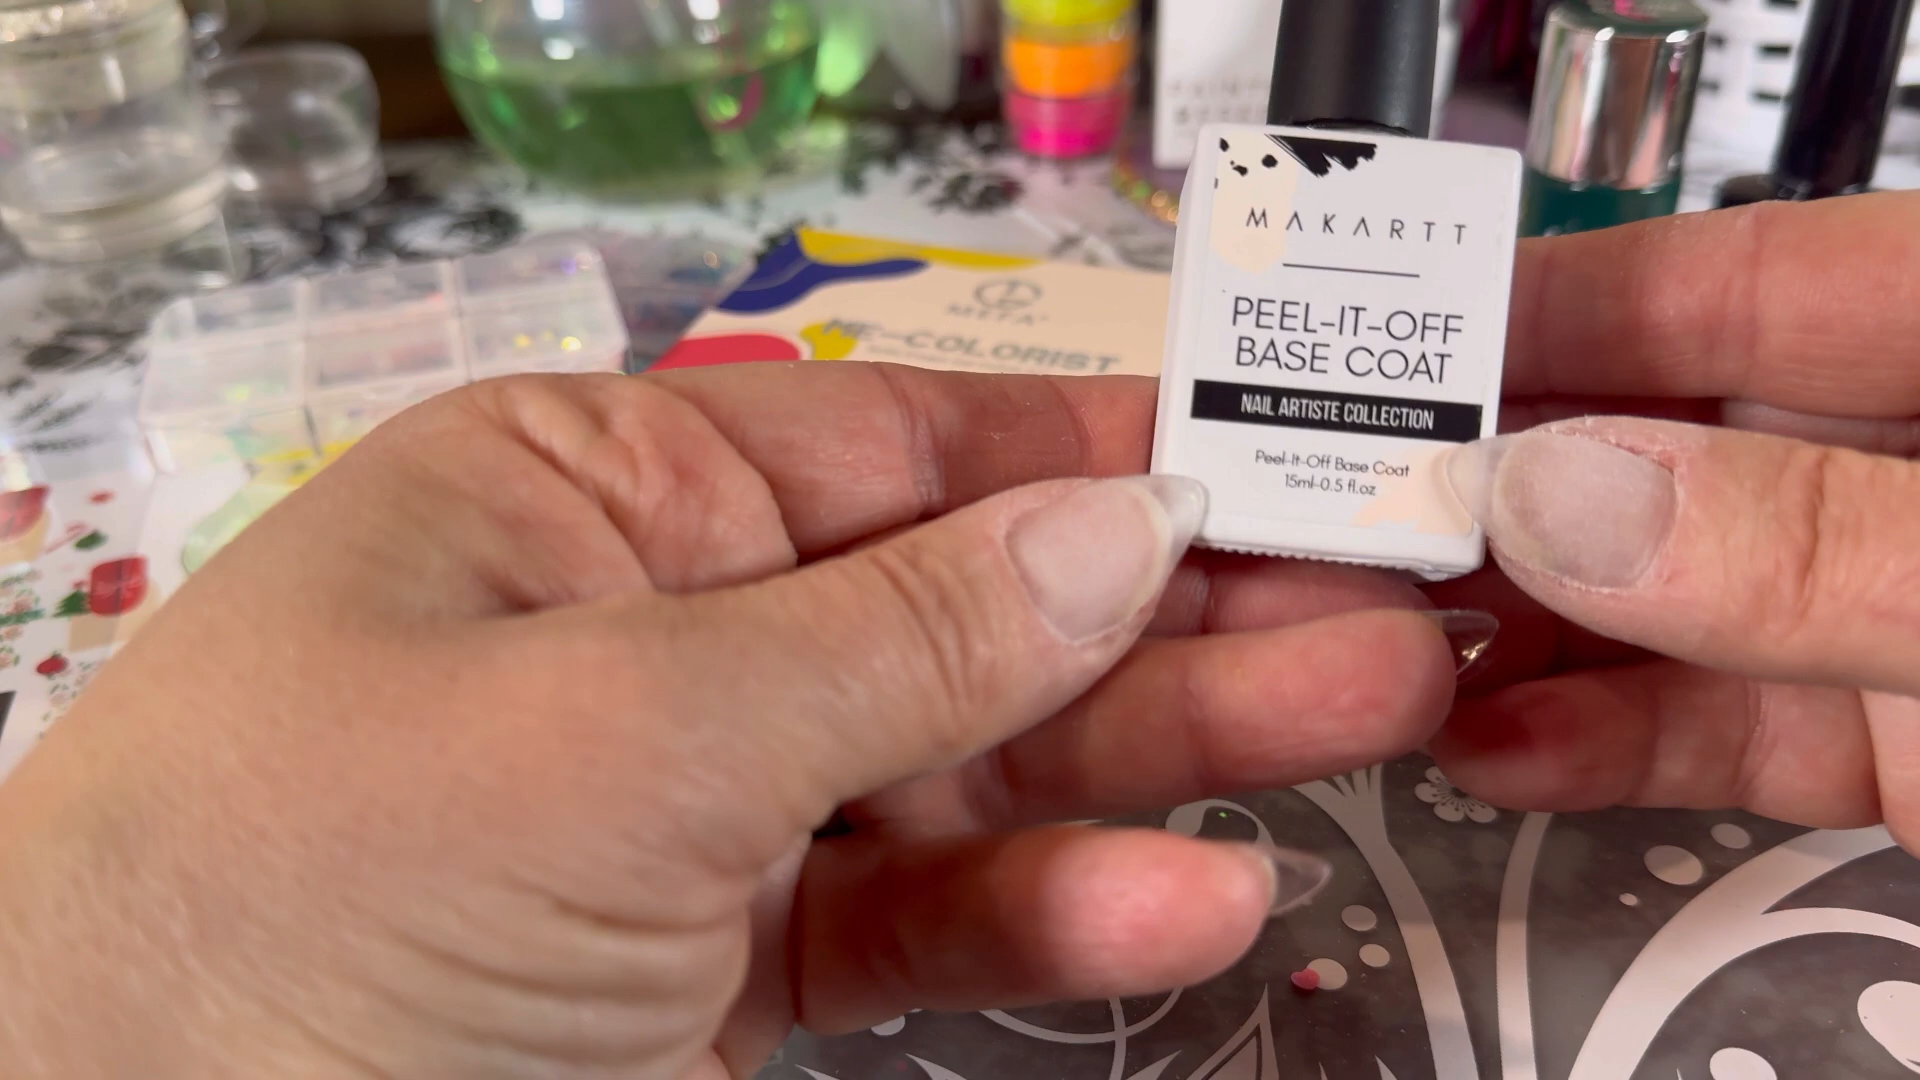 MAKARTT
PEEL-IT-OFF
BASE COAT
NAIL ARTISTE COLLECTION
Peel-It-Off Base Coat
15ml-0.5 fl.oz
ME-COLORIST